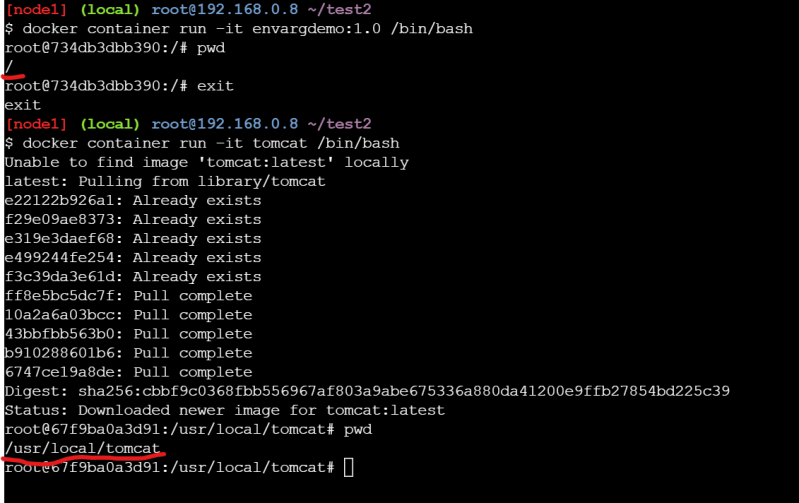 [node1] (local) root@192.168.0.8 ~/test2
$ docker container run -it envargdemo:1.0 /bin/bash
root@734db3dbb390:/# pwd
/
root@734db3dbb390:/# exit
exit
[node1] (local) root@192.168.0.8 ~/test2
$ docker container run -it tomcat /bin/bash
Unable to find image 'tomcat:latest' locally
latest: Pulling from library/tomcat
e22122b926a1: Already exists
f29e09ae8373: Already exists
e319e3daef68: Already exists
e499244fe254: Already exists
f3c39da3e61d: Already exists
ff8e5bc5dc7f: Pull complete
10a2a6a03bcc: Pull complete
43bbfbb563b0: Pull complete
b910288601b6: Pull complete
6747ce19a8de: Pull complete
Digest: sha256:cbbf9c0368fbb556967af803a9abe675336a880da41200e9ffb27854bd225c39
Status: Downloaded newer image for tomcat:latest
root@67f9ba0a3d91:/usr/local/tomcat# pwd
/usr/local/tomcat
root@67f9ba0a3d91:/usr/local/tomcat#